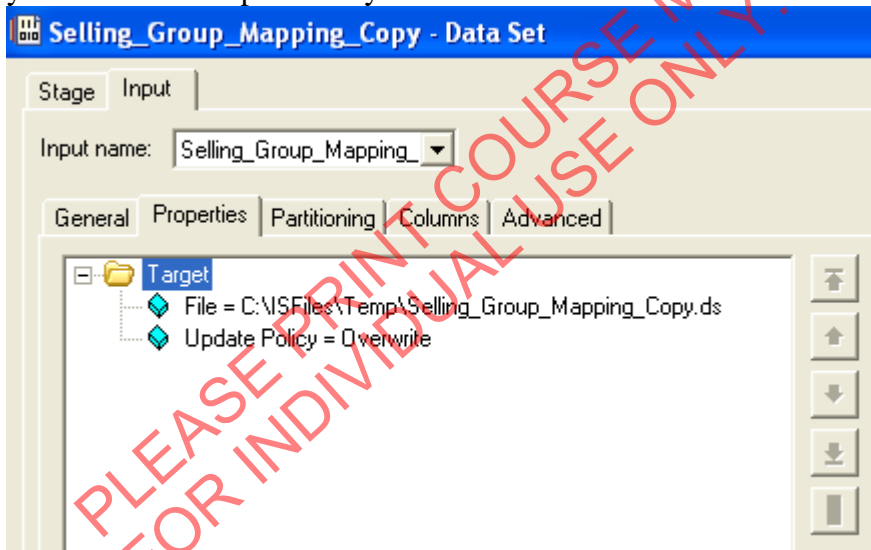 Selling_Group_Mapping_Copy - Data Set
Stage Input
Input name: Selling_Group_Mapping_
General Properties Partitioning Columns Advanced
Target
File = C:\ISFiles\Temp\Selling_Group_Mapping_Copy.ds
Update Policy = Overwrite
PLEASE PRINT COURSE
FOR INDIVIDUAL USE ONLY.